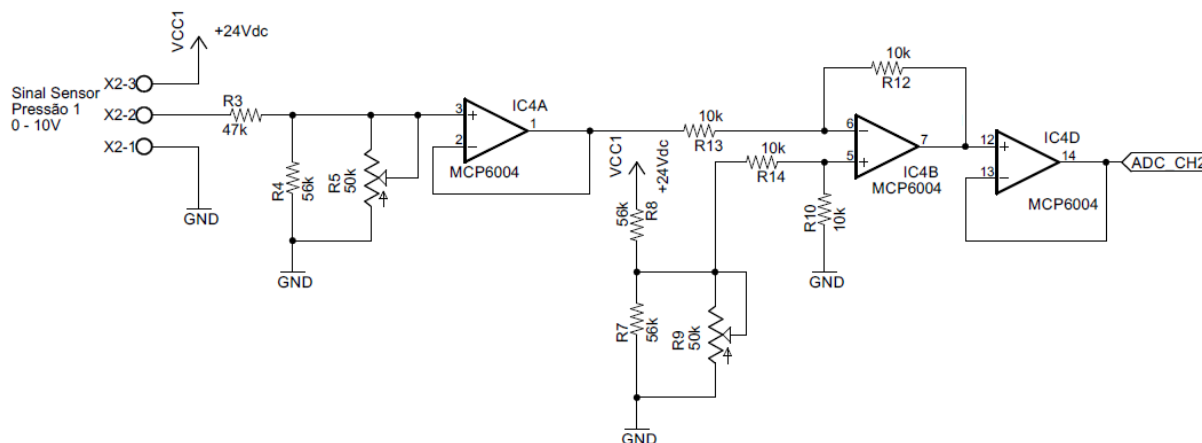 VCC1
+24Vdc
Sinal Sensor
Pressão 1
0 - 10V
X2-3
X2-2
X2-1
GND
R3
47k
R4
56k
R5
50k
GND
3
2
1
+
-
IC4A
MCP6004
10k
R13
VCC1
+24Vdc
56k
R8
R7
56k
R9
50k
GND
10k
R14
R10
10k
GND
10k
R12
6
5
7
-
+
IC4B
MCP6004
12
13
14
+
-
IC4D
MCP6004
ADC_CH2